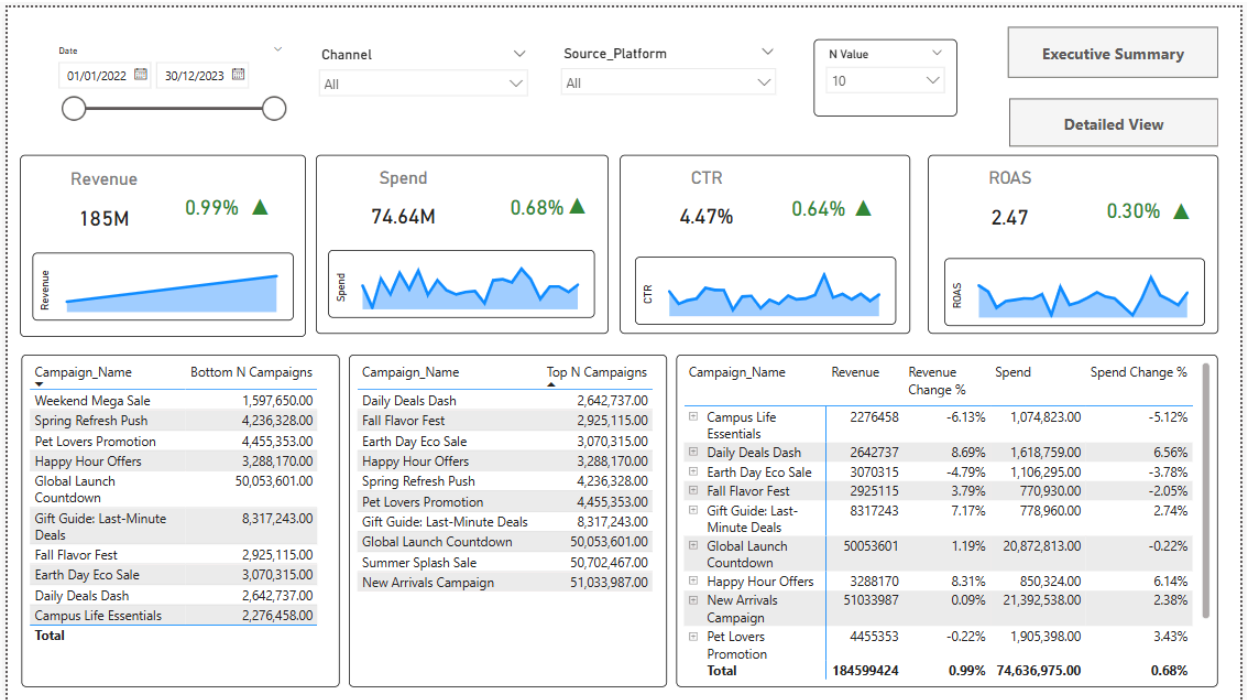 Date
01/01/2022
30/12/2023
Channel
All
Source_Platform
All
N Value
10
Executive Summary
Detailed View
Revenue
185M
0.99%
Revenue
Spend
74.64M
0.68%
Spend
CTR
4.47%
0.64%
CTR
ROAS
2.47
0.30%
ROAS
Campaign_Name Bottom N Campaigns
Weekend Mega Sale 1,597,650.00
Spring Refresh Push 4,236,328.00
Pet Lovers Promotion 4,455,353.00
Happy Hour Offers 3,288,170.00
Global Launch 50,053,601.00
Countdown
Gift Guide: Last-Minute 8,317,243.00
Deals
Fall Flavor Fest 2,925,115.00
Earth Day Eco Sale 3,070,315.00
Daily Deals Dash 2,642,737.00
Campus Life Essentials 2,276,458.00
Total
Campaign_Name Top N Campaigns
Daily Deals Dash 2,642,737.00
Fall Flavor Fest 2,925,115.00
Earth Day Eco Sale 3,070,315.00
Happy Hour Offers 3,288,170.00
Spring Refresh Push 4,236,328.00
Pet Lovers Promotion 4,455,353.00
Gift Guide: Last-Minute Deals 8,317,243.00
Global Launch Countdown 50,053,601.00
Summer Splash Sale 50,702,467.00
New Arrivals Campaign 51,033,987.00
Campaign_Name Revenue Revenue Spend Spend Change %
Change %
Campus Life 2276458 -6.13% 1,074,823.00 -5.12%
Essentials
Daily Deals Dash 2642737 8.69% 1,618,759.00 6.56%
Earth Day Eco Sale 3070315 -4.79% 1,106,295.00 -3.78%
Fall Flavor Fest 2925115 3.79% 770,930.00 -2.05%
Gift Guide: Last- 8317243 7.17% 778,960.00 2.74%
Minute Deals
Global Launch 50053601 1.19% 20,872,813.00 -0.22%
Countdown
Happy Hour Offers 3288170 8.31% 850,324.00 6.14%
New Arrivals 51033987 0.09% 21,392,538.00 2.38%
Campaign
Pet Lovers 4455353 -0.22% 1,905,398.00 3.43%
Promotion
Total 184599424 0.99% 74,636,975.00 0.68%